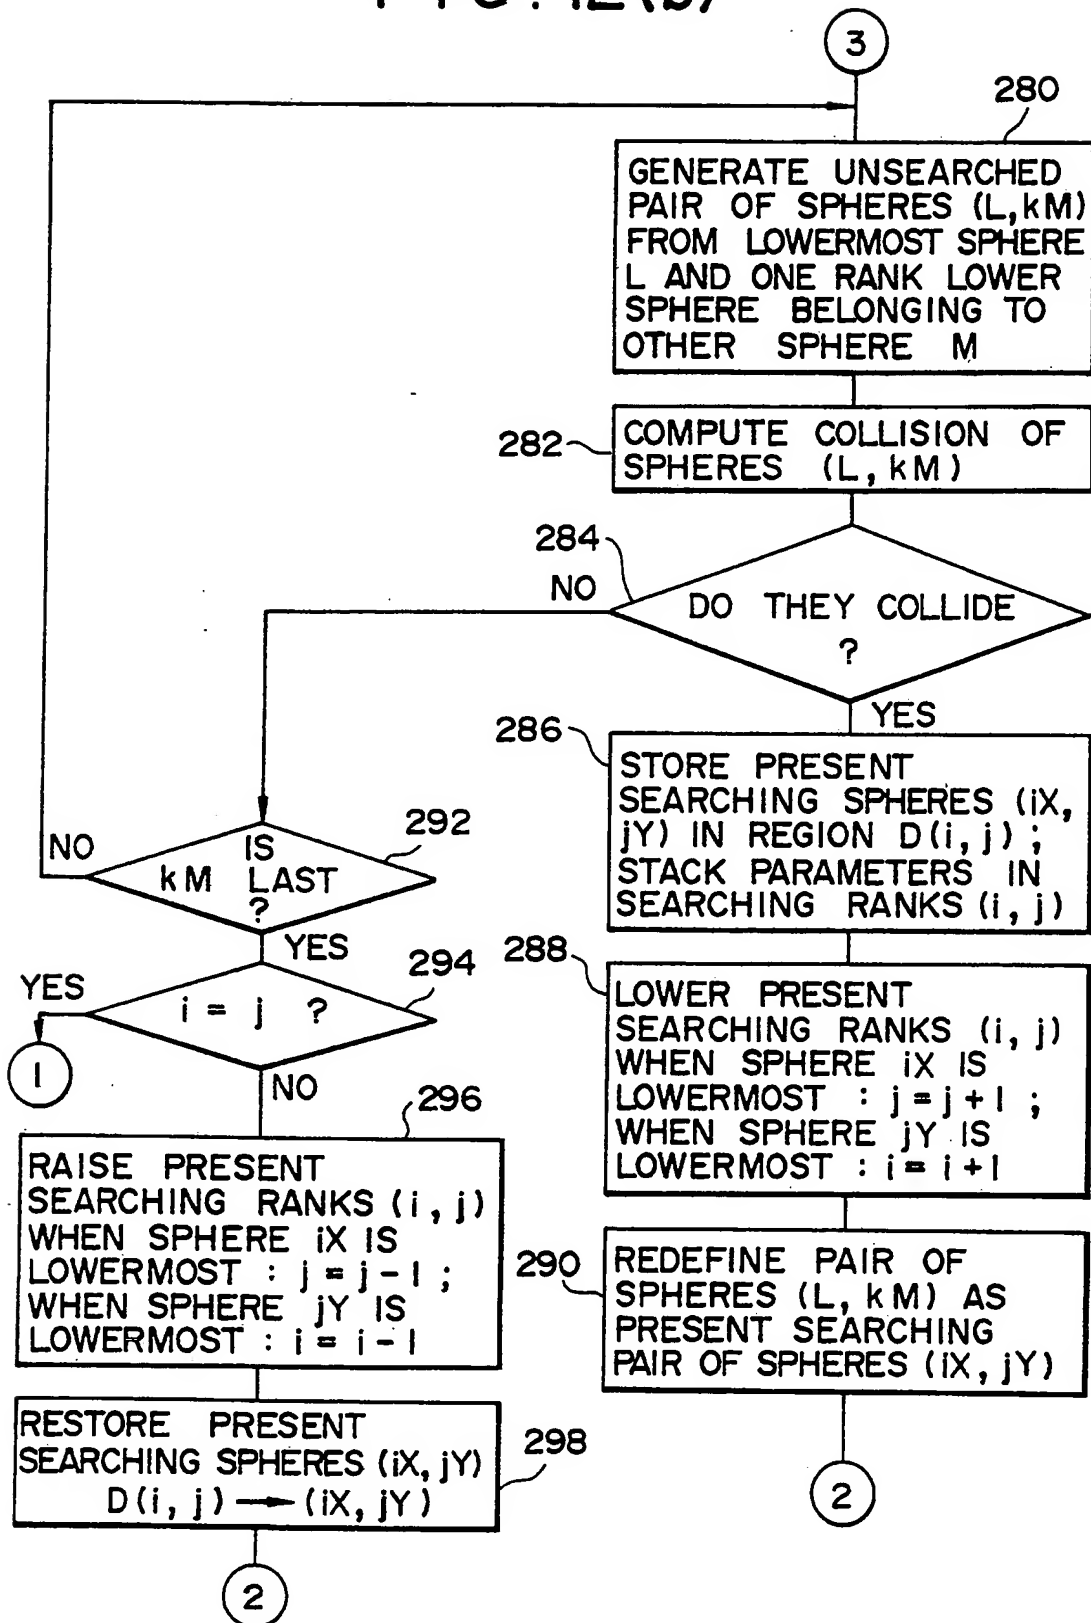 FIG. 12(b)
3
280
GENERATE UNSEARCHED
PAIR OF SPHERES (L,kM)
FROM LOWERMOST SPHERE
L AND ONE RANK LOWER
SPHERE BELONGING TO
OTHER SPHERE M
282
COMPUTE COLLISION OF
SPHERES (L,kM)
284
NO
DO THEY COLLIDE
?
YES
286
STORE PRESENT
SEARCHING SPHERES (iX,
jY) IN REGION D(i,j);
STACK PARAMETERS IN
SEARCHING RANKS (i,j)
292
NO
IS
kM LAST
?
YES
294
YES
i = j ?
1
NO
288
LOWER PRESENT
SEARCHING RANKS (i,j)
WHEN SPHERE iX IS
LOWERMOST : j=j+1 ;
WHEN SPHERE jY IS
LOWERMOST : i=i+1
296
RAISE PRESENT
SEARCHING RANKS (i,j)
WHEN SPHERE iX IS
LOWERMOST : j=j-1 ;
WHEN SPHERE jY IS
LOWERMOST : i=i-1
290
REDEFINE PAIR OF
SPHERES (L,kM) AS
PRESENT SEARCHING
PAIR OF SPHERES (iX,jY)
298
RESTORE PRESENT
SEARCHING SPHERES (iX,jY)
D(i,j) → (iX,jY)
2
2